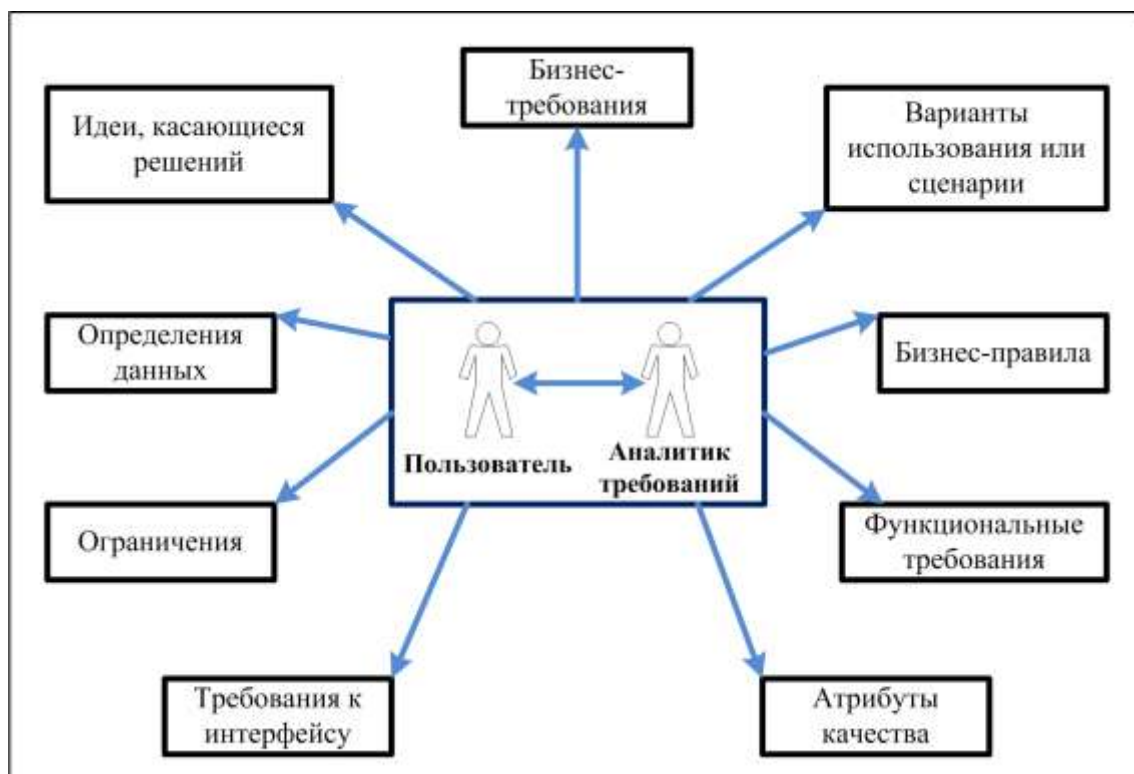 Бизнес-
требования
Идеи, касающиеся
решений
Варианты
использования или
сценарии
Определения
данных
Бизнес-правила
Пользователь
Аналитик
требований
Ограничения
Функциональные
требования
Требования к
интерфейсу
Атрибуты
качества